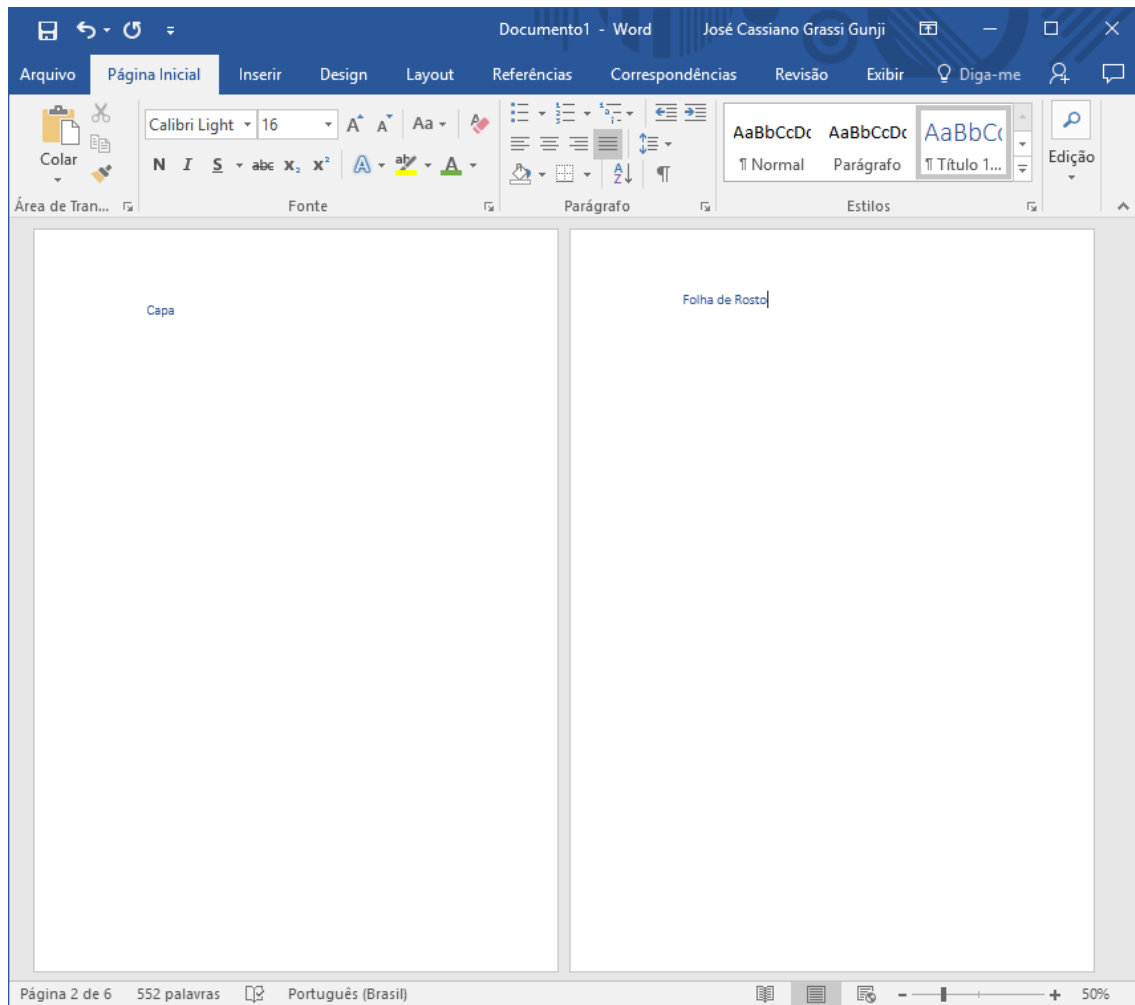 Documento1 - Word José Cassiano Grassi Gunji
Arquivo Página Inicial Inserir Design Layout Referências Correspondências Revisão Exibir Diga-me
Colar
Calibri Light 16 A A Aa
N I S abc X₂ X² A ab A
AaBbCcDc AaBbCcDc AaBbCc
¶ Normal Parágrafo ¶ Título 1...
Edição
Área de Tran... Fonte Parágrafo Estilos
Capa
Folha de Rosto
Página 2 de 6 552 palavras Português (Brasil) 50%